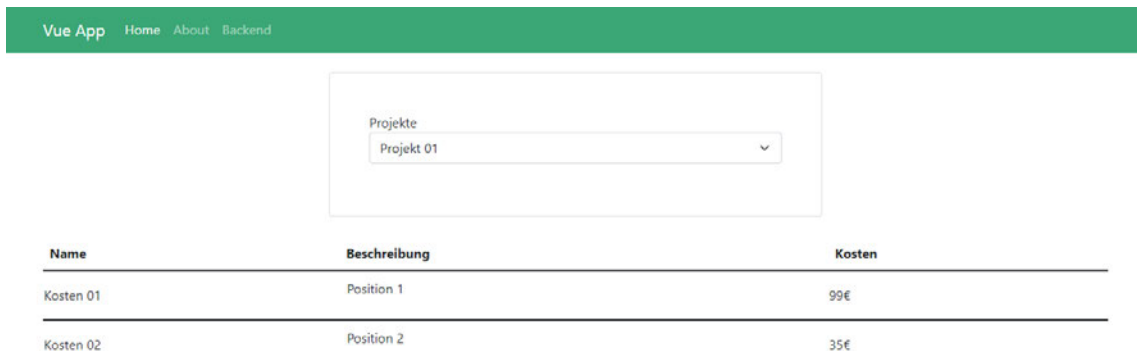 Vue App Home About Backend
Projekte
Projekt 01
Name Beschreibung Kosten
Kosten 01 Position 1 99€
Kosten 02 Position 2 35€